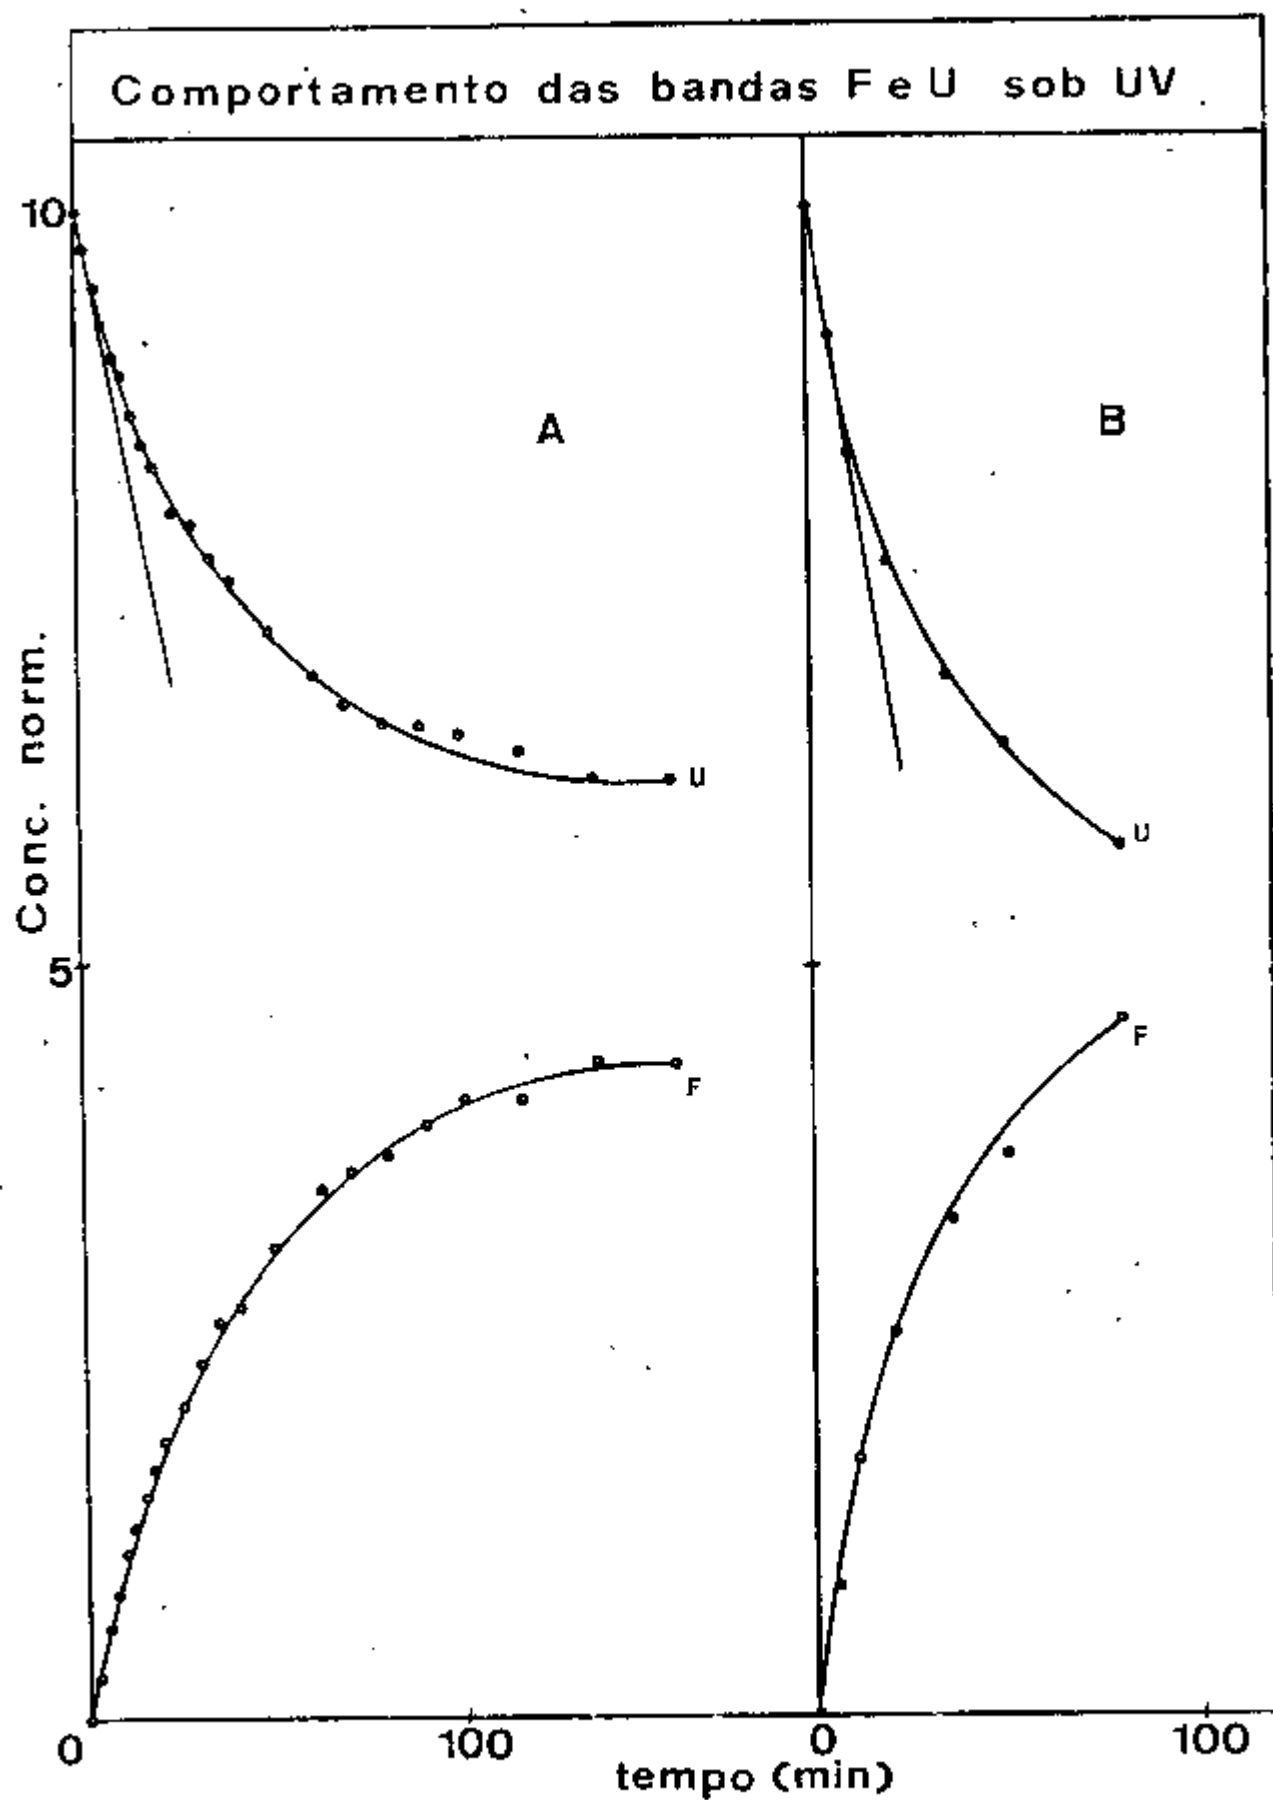 Comportamento das bandas F e U sob UV
10
A
B
Conc. norm.
U
U
5
F
F
0
100
0
100
tempo (min)